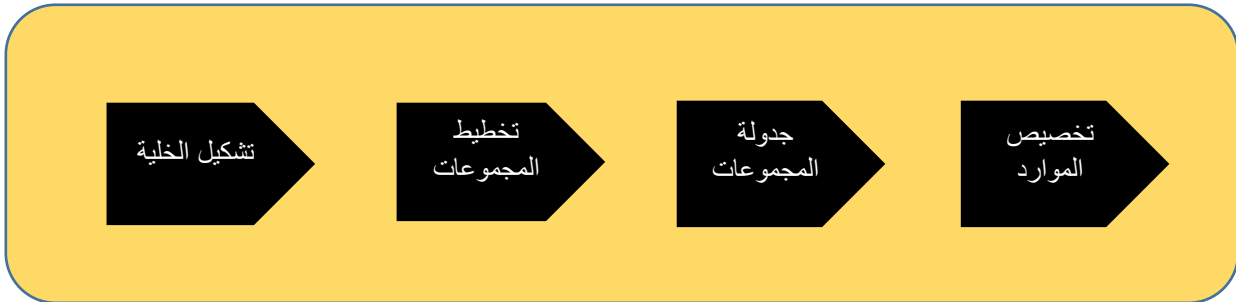 تشكيل الخلية
تخطيط
المجموعات
جدولة
المجموعات
تخصيص
الموارد